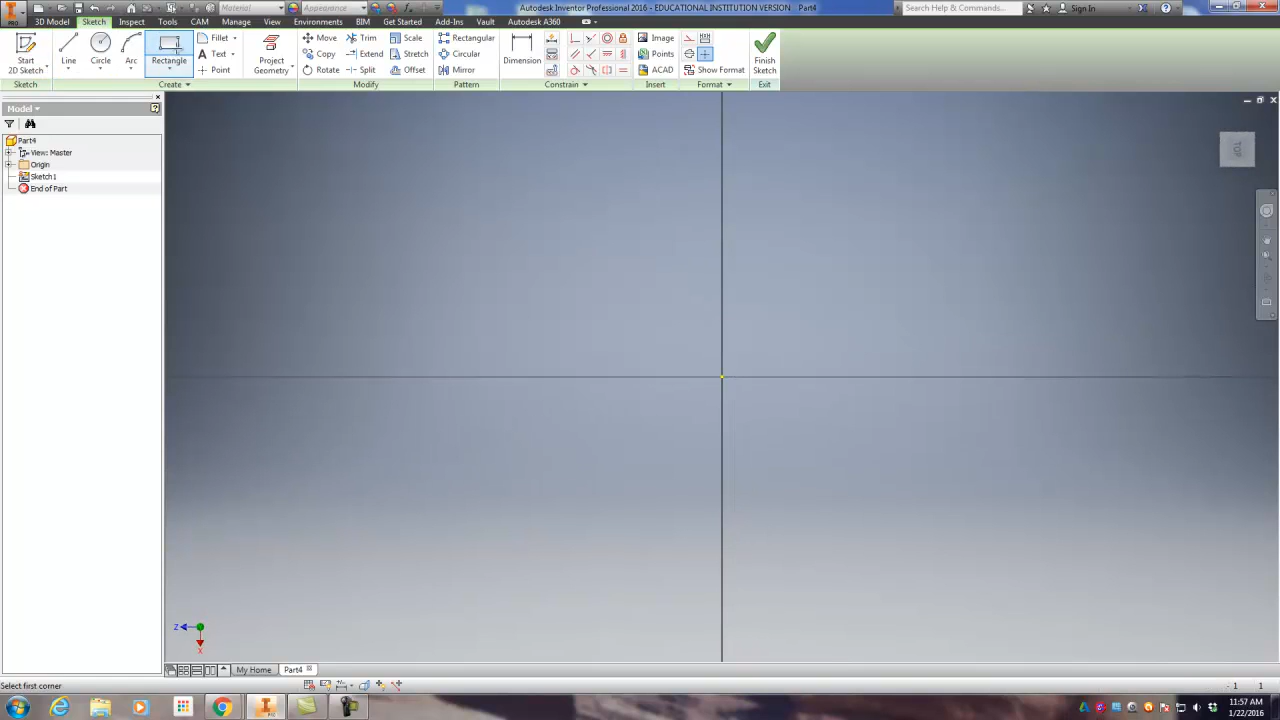 Material Appearance Autodesk Inventor Professional 2016 - EDUCATIONAL INSTITUTION VERSION Part4 Search Help & Commands... Sign In
PRO 3D Model Sketch Inspect Tools CAM Manage View Environments BIM Get Started Add-Ins Vault Autodesk A360
Start 2D Sketch Line Circle Arc Rectangle Fillet Text Point Project Geometry Move Copy Rotate Trim Extend Split Scale Stretch Offset Rectangular Circular Mirror Dimension Image Points ACAD Show Format Finish Sketch
Sketch Create Modify Pattern Constrain Insert Format Exit
Model
Part4
View: Master
Origin
Sketch1
End of Part
TOP
Z
X
My Home Part4
Select first corner 1 1
11:57 AM
1/22/2016